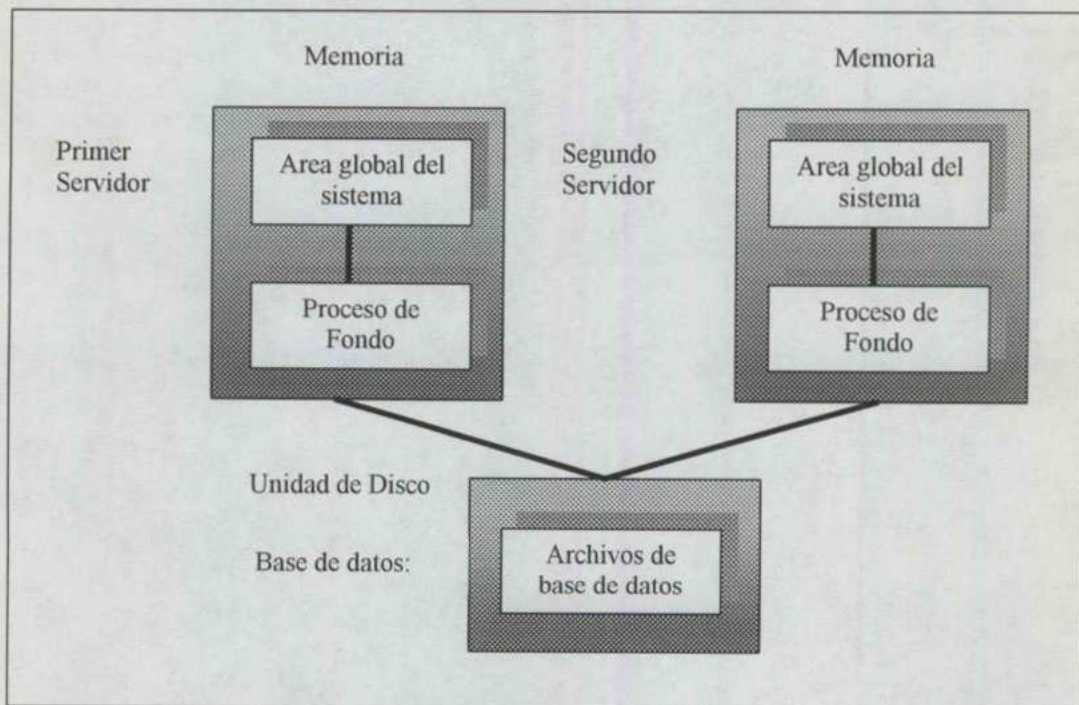 Memoria
Memoria
Primer
Servidor
Area global del
sistema
Segundo
Servidor
Area global del
sistema
Proceso de
Fondo
Proceso de
Fondo
Unidad de Disco
Base de datos:
Archivos de
base de datos